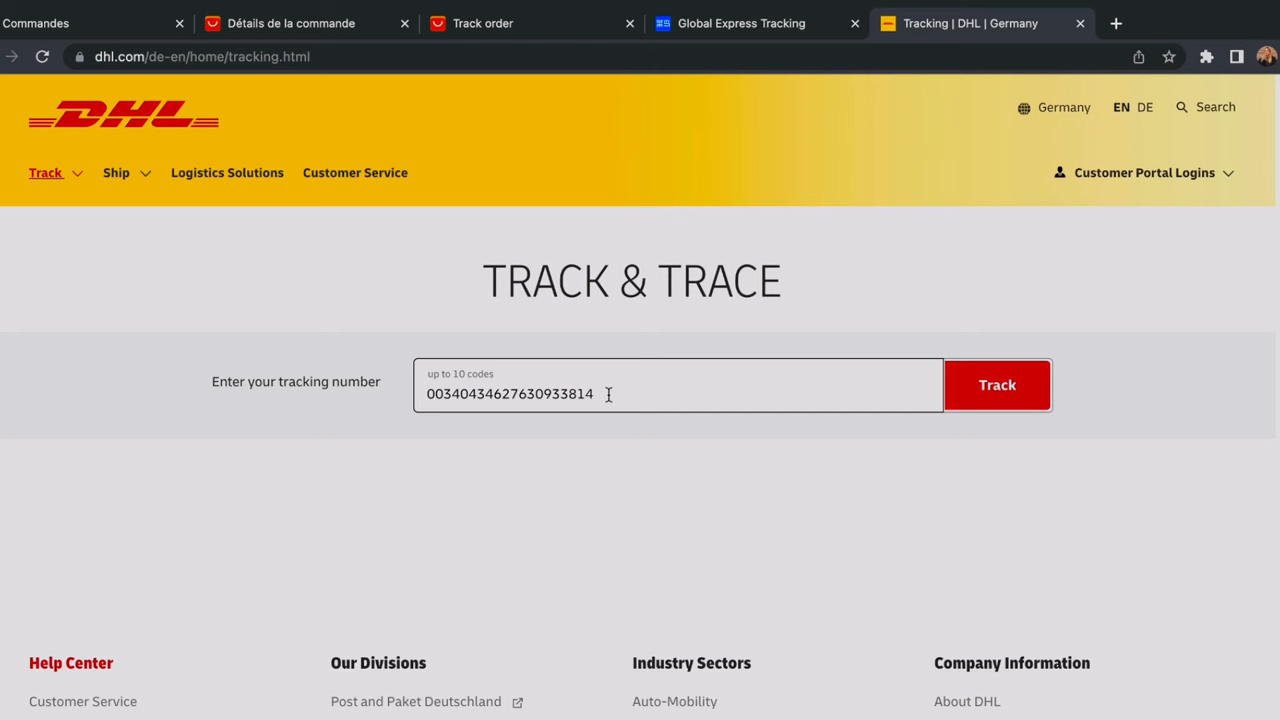 Commandes
Détails de la commande
Track order
Global Express Tracking
Tracking | DHL | Germany
dhl.com/de-en/home/tracking.html
DHL
Germany
EN DE
Search
Track
Ship
Logistics Solutions
Customer Service
Customer Portal Logins
TRACK & TRACE
Enter your tracking number
up to 10 codes
00340434627630933814
Track
Help Center
Our Divisions
Industry Sectors
Company Information
Customer Service
Post and Paket Deutschland
Auto-Mobility
About DHL